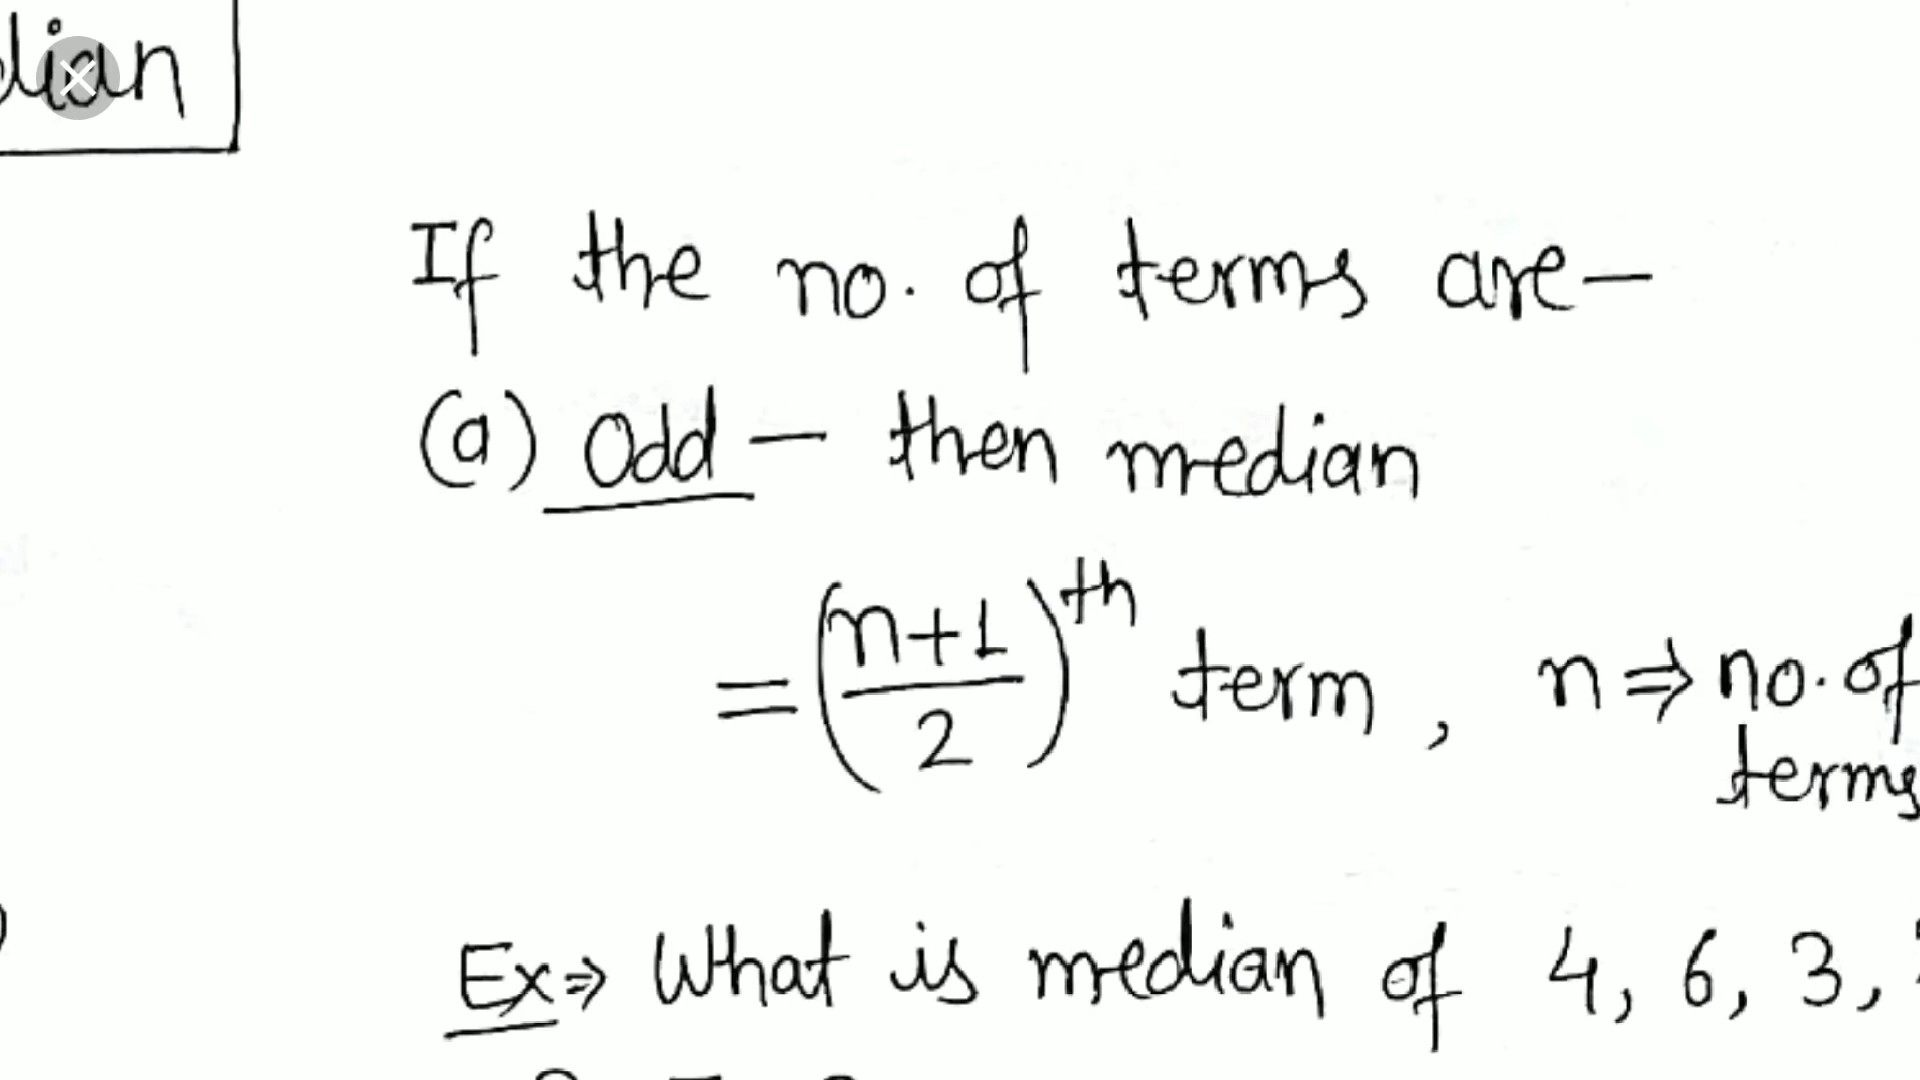 dian
If the no. of terms are—
(a) Odd — then median
= (n+1/2)th term, n ⇒ no. of
terms
Ex ⇒ What is median of 4, 6, 3,